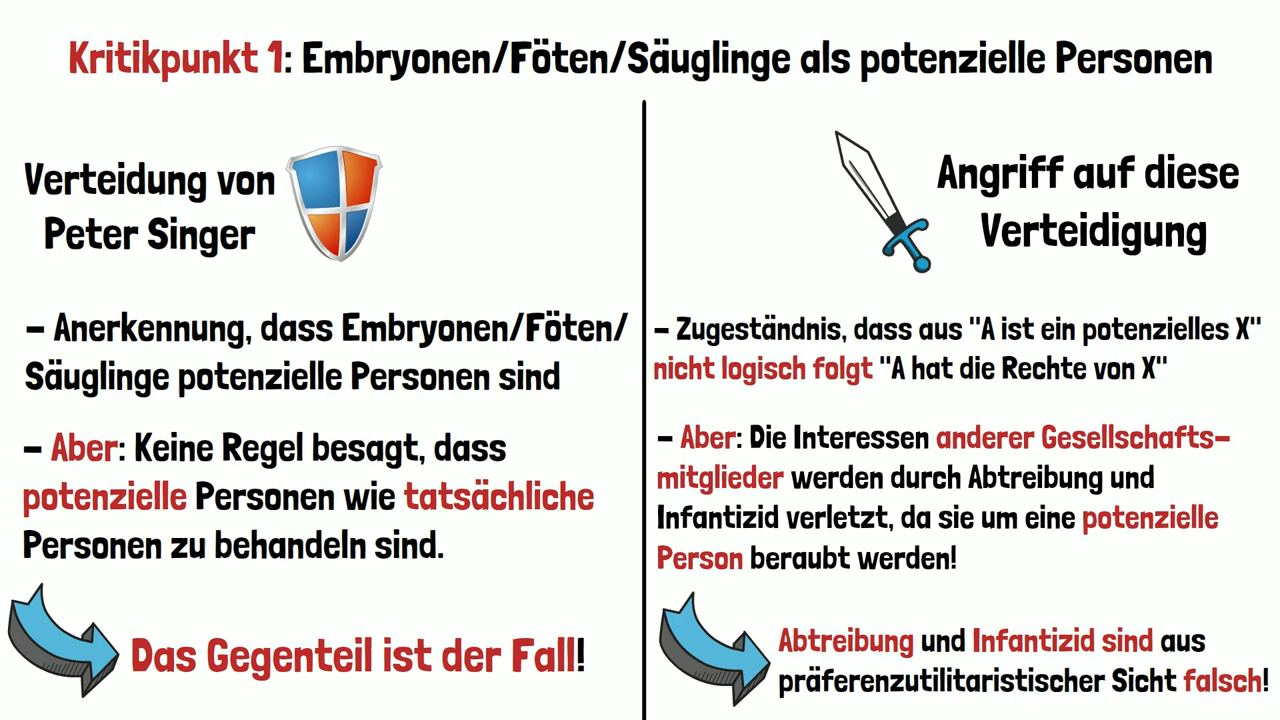 Kritikpunkt 1: Embryonen/Föten/Säuglinge als potenzielle Personen
Verteidung von
Peter Singer
– Anerkennung, dass Embryonen/Föten/
Säuglinge potenzielle Personen sind
– Aber: Keine Regel besagt, dass
potenzielle Personen wie tatsächliche
Personen zu behandeln sind.
Das Gegenteil ist der Fall!
Angriff auf diese
Verteidigung
– Zugeständnis, dass aus "A ist ein potenzielles X"
nicht logisch folgt "A hat die Rechte von X"
– Aber: Die Interessen anderer Gesellschafts–
mitglieder werden durch Abtreibung und
Infantizid verletzt, da sie um eine potenzielle
Person beraubt werden!
Abtreibung und Infantizid sind aus
präferenzutilitaristischer Sicht falsch!